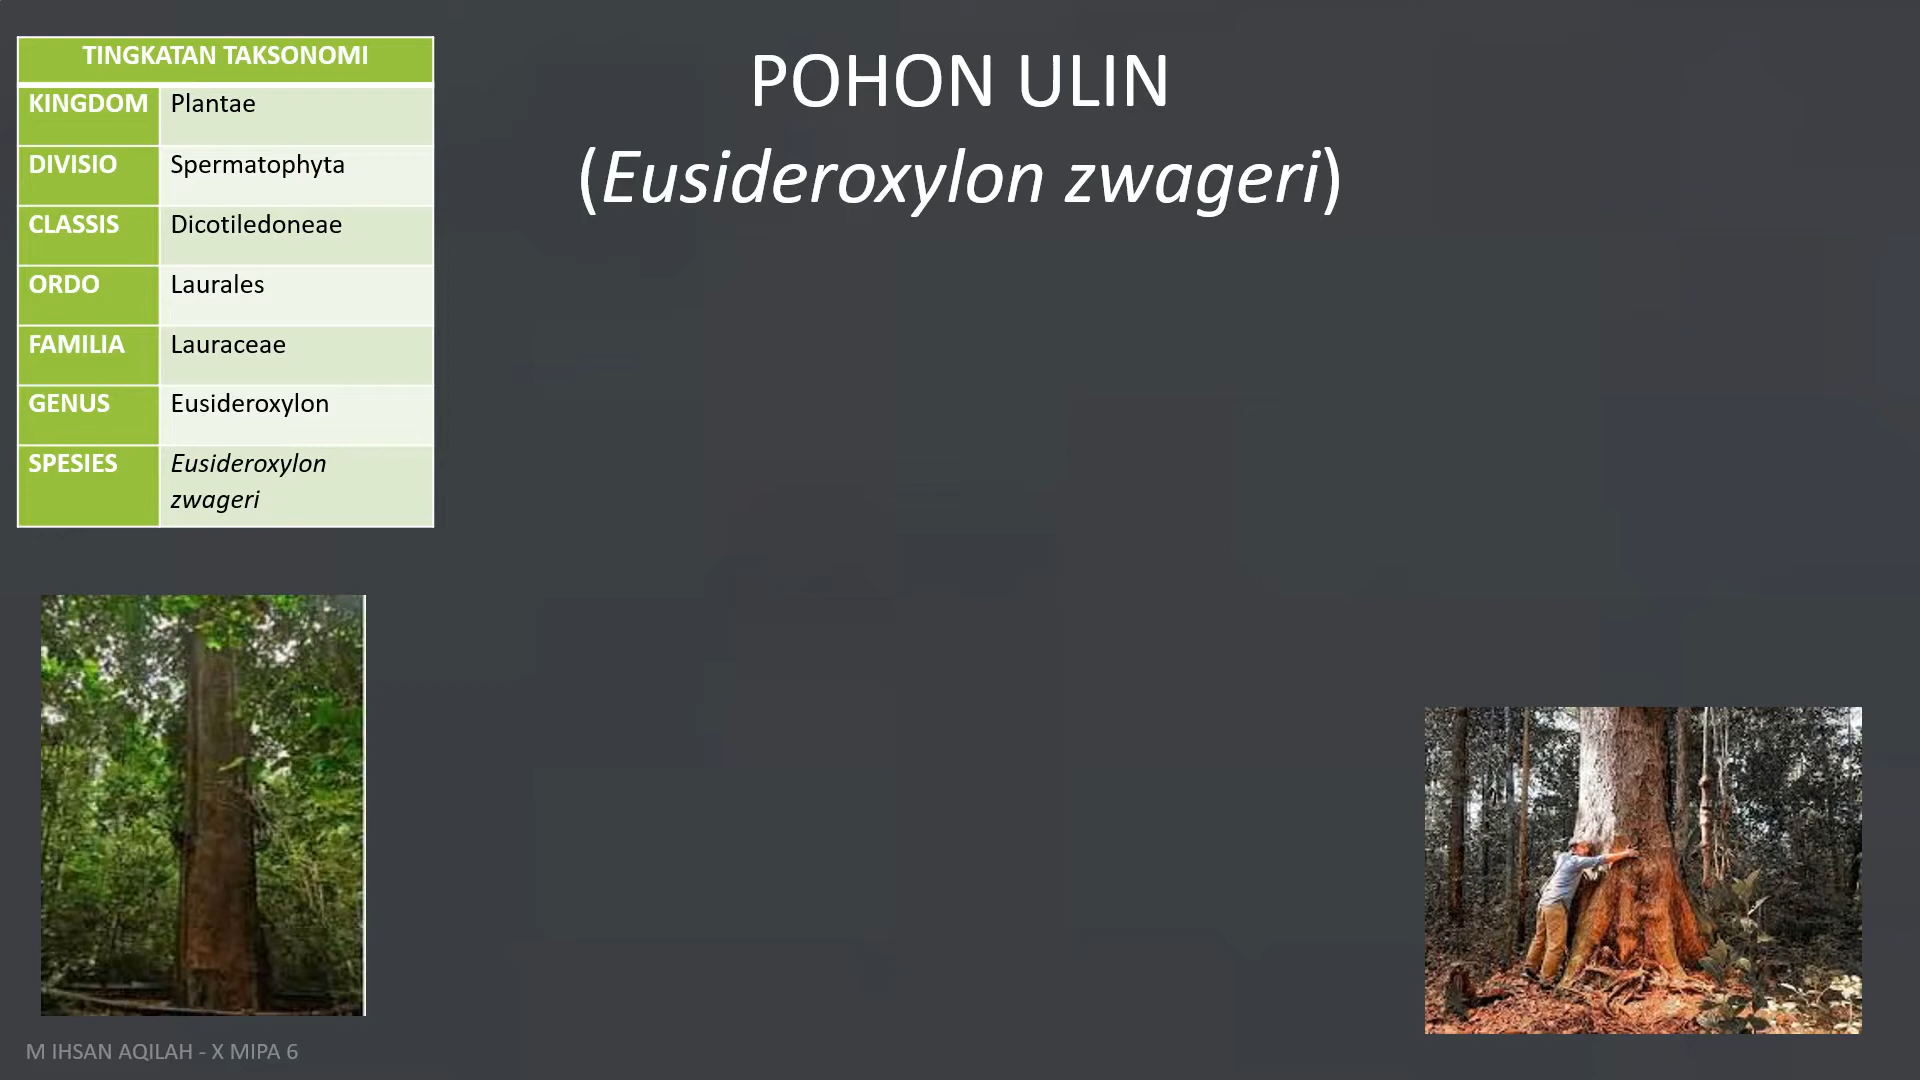 TINGKATAN TAKSONOMI
KINGDOM Plantae
DIVISIO Spermatophyta
CLASSIS Dicotiledoneae
ORDO Laurales
FAMILIA Lauraceae
GENUS Eusideroxylon
SPESIES Eusideroxylon
zwageri
POHON ULIN
(Eusideroxylon zwageri)
M IHSAN AQILAH - X MIPA 6